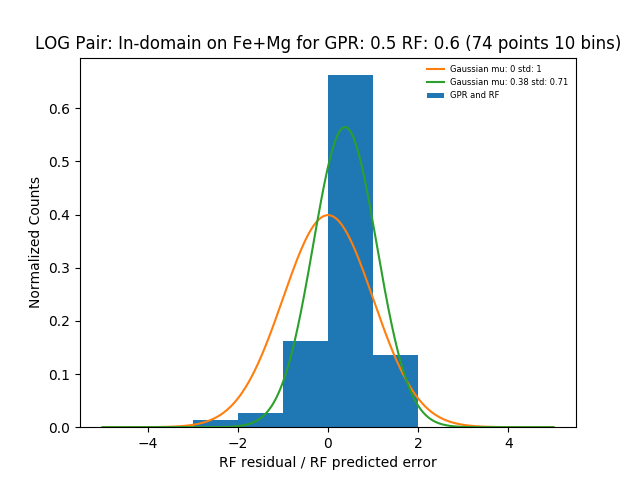 LOG Pair: In-domain on Fe+Mg for GPR: 0.5 RF: 0.6 (74 points 10 bins)
Gaussian mu: 0 std: 1
Gaussian mu: 0.38 std: 0.71
GPR and RF
Normalized Counts
0.6
0.5
0.4
0.3
0.2
0.1
0.0
−4 −2 0 2 4
RF residual / RF predicted error